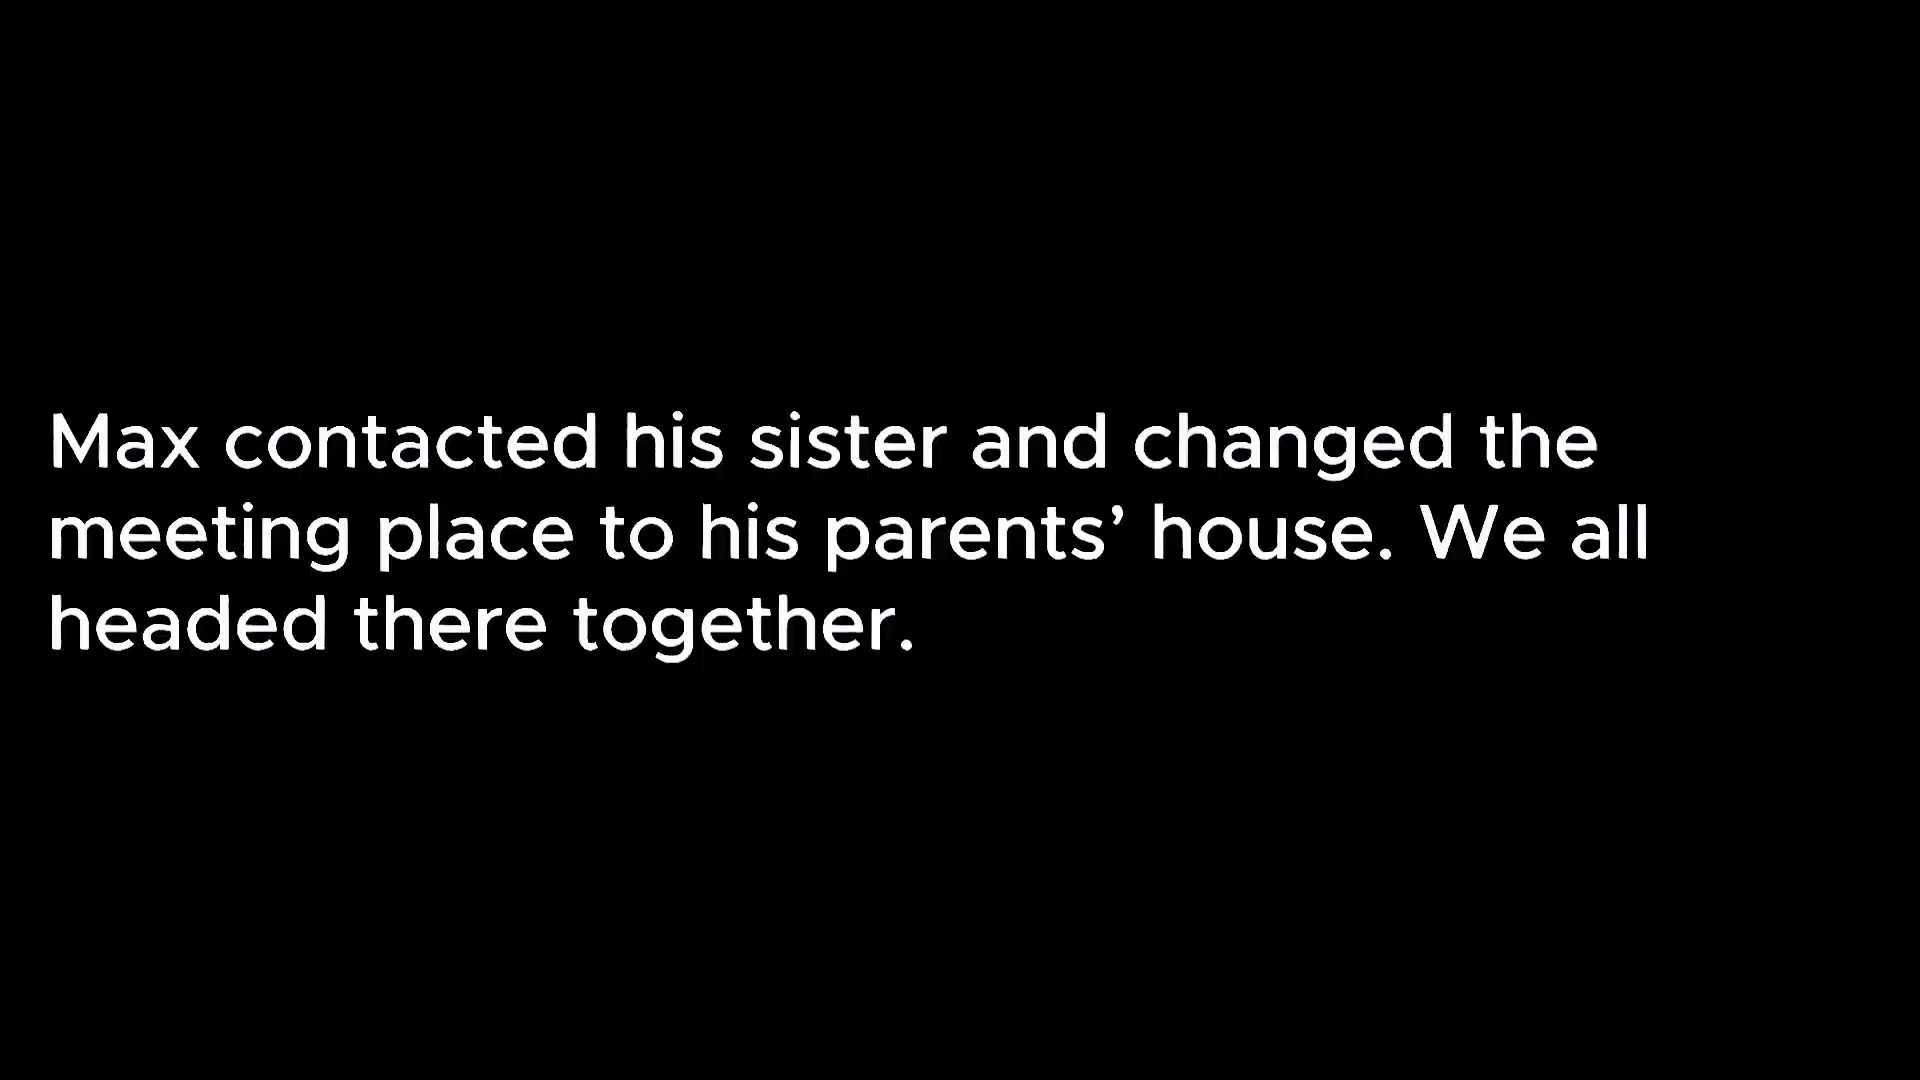 Max contacted his sister and changed the
meeting place to his parents’ house. We all
headed there together.